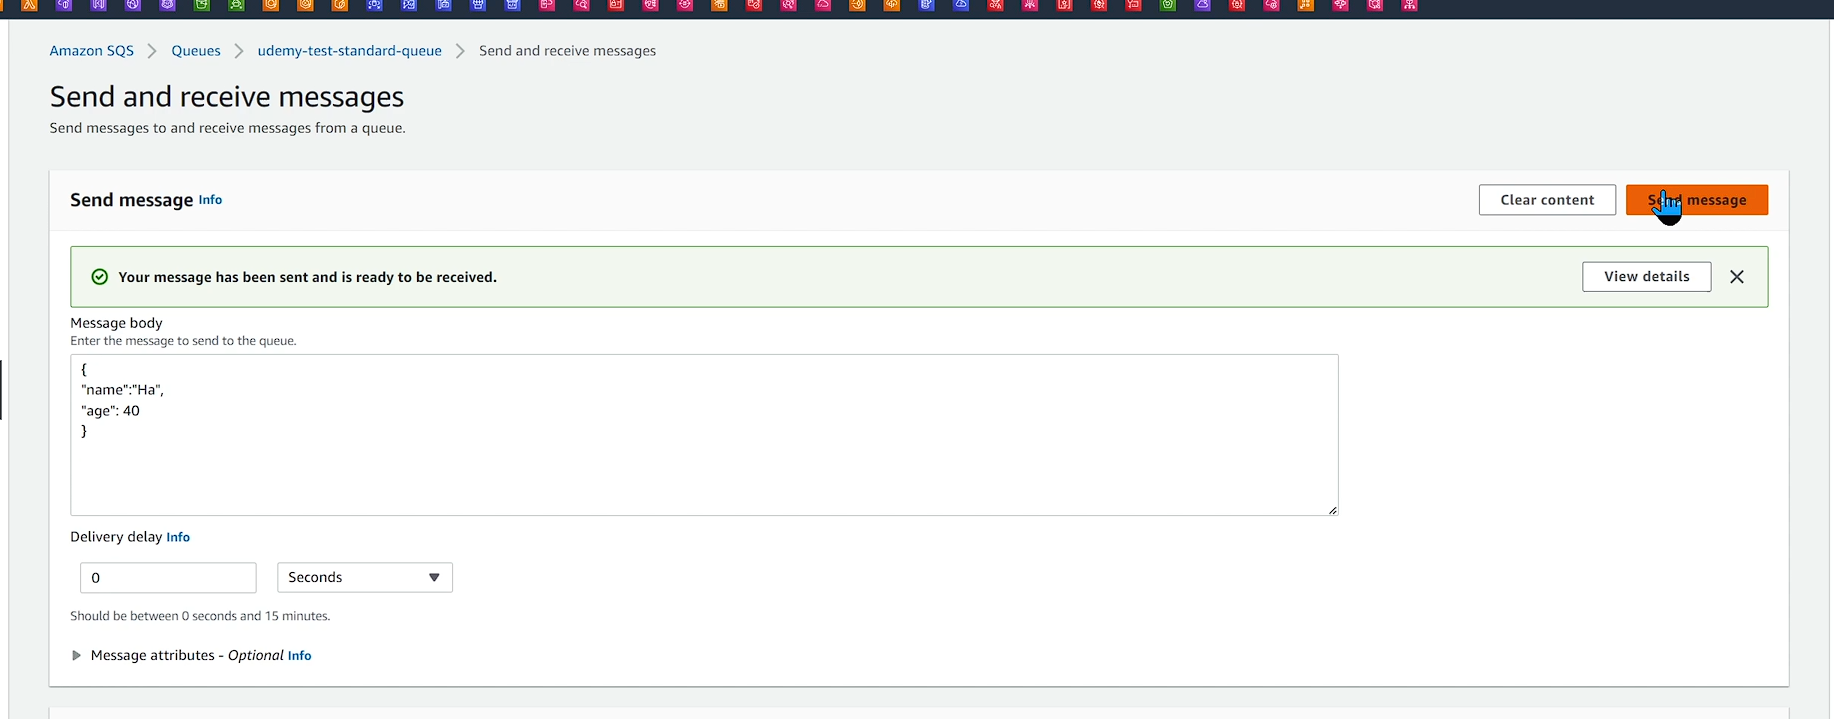 Amazon SQS > Queues > udemy-test-standard-queue > Send and receive messages
Send and receive messages
Send messages to and receive messages from a queue.
Send message Info
Clear content
Send message
Your message has been sent and is ready to be received.
View details
Message body
Enter the message to send to the queue.
{
"name":"Ha",
"age": 40
}
Delivery delay Info
0
Seconds
Should be between 0 seconds and 15 minutes.
Message attributes - Optional Info